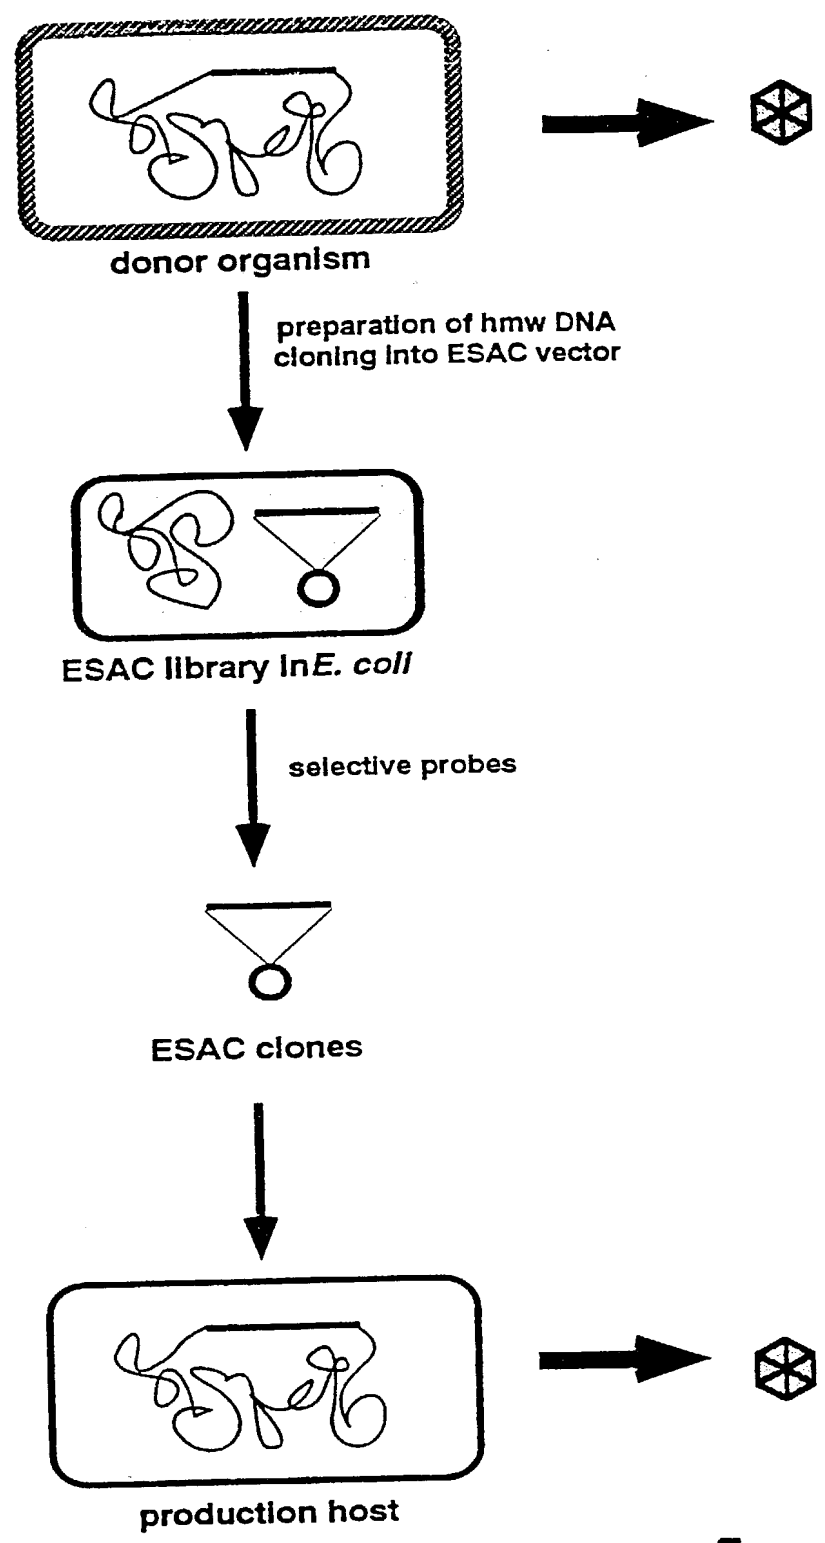 donor organism
preparation of hmw DNA
cloning into ESAC vector
ESAC library in E. coli
selective probes
ESAC clones
production host